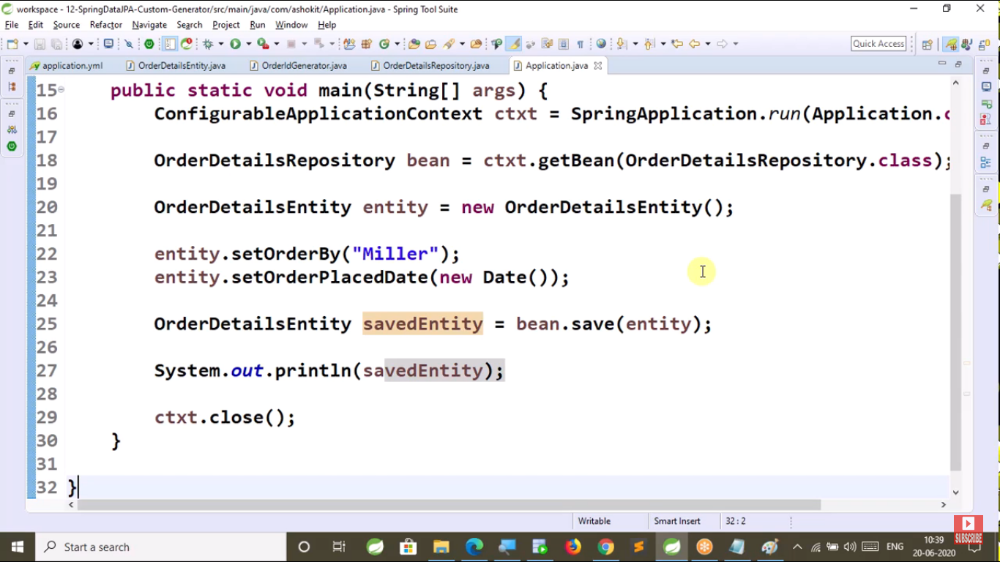 workspace - 12-SpringDataJPA-Custom-Generator/src/main/java/com/ashokit/Application.java - Spring Tool Suite
File Edit Source Refactor Navigate Search Project Run Window Help
Quick Access
application.yml OrderDetailsEntity.java OrderIdGenerator.java OrderDetailsRepository.java Application.java
15 public static void main(String[] args) {
16 ConfigurableApplicationContext ctxt = SpringApplication.run(Application.c
17
18 OrderDetailsRepository bean = ctxt.getBean(OrderDetailsRepository.class);
19
20 OrderDetailsEntity entity = new OrderDetailsEntity();
21
22 entity.setOrderBy("Miller");
23 entity.setOrderPlacedDate(new Date());
24
25 OrderDetailsEntity savedEntity = bean.save(entity);
26
27 System.out.println(savedEntity);
28
29 ctxt.close();
30 }
31
32 }
Writable Smart Insert 32 : 2
SUBSCRIBE
Start a search ENG 10:39
20-06-2020